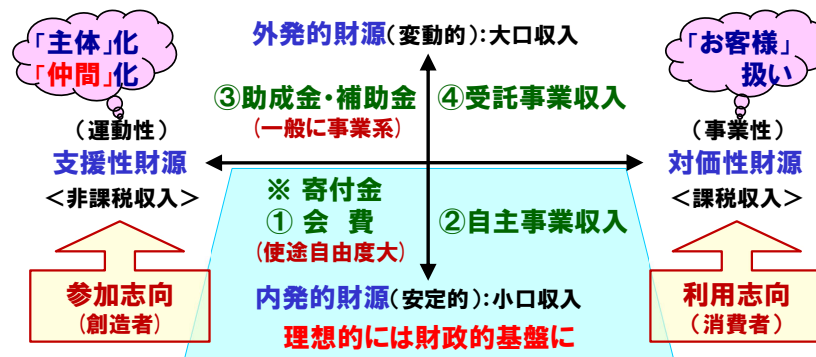 「主体」化
「仲間」化
外発的財源(変動的):大口収入
「お客様」
扱い
③助成金・補助金
(一般に事業系)
④受託事業収入
(運動性)
支援性財源
<非課税収入>
(事業性)
対価性財源
<課税収入>
※ 寄付金
① 会 費
(使途自由度大)
②自主事業収入
参加志向
(創造者)
内発的財源(安定的):小口収入
理想的には財政的基盤に
利用志向
(消費者)